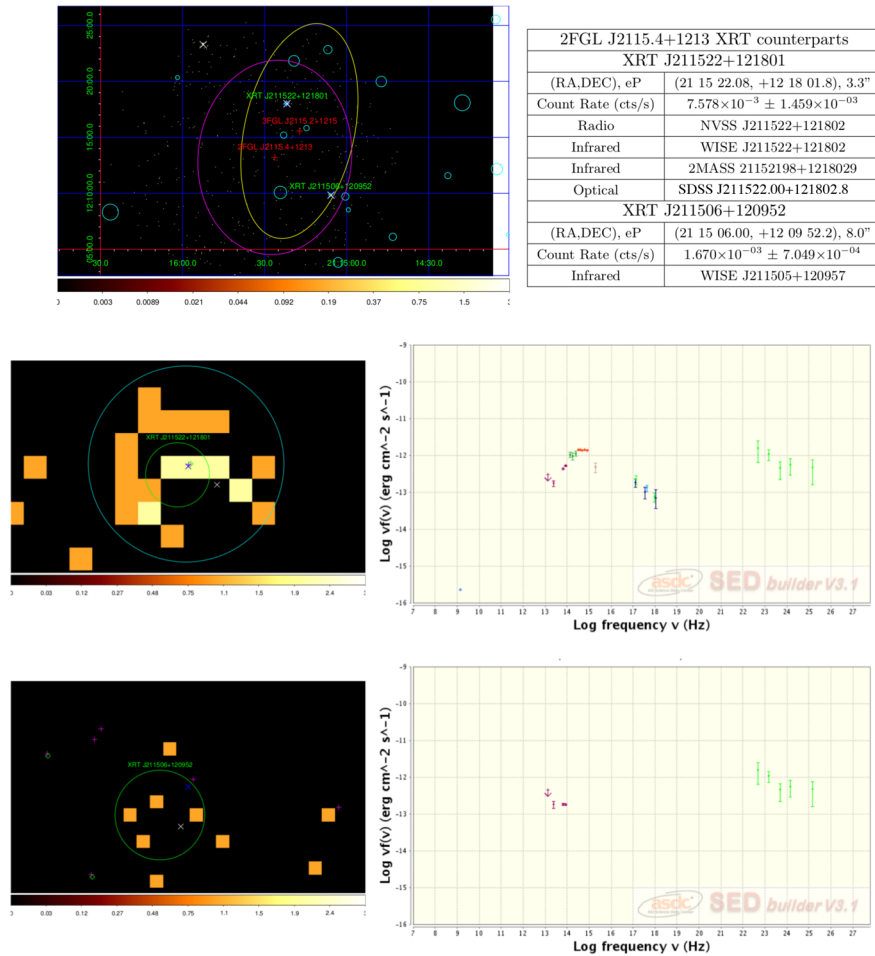 25:00.0
20:00.0
15:00.0
12:10:00.0
05:00.0
XRT J211522+121801
3FGL J2115.2+1215
2FGL J2115.4+1213
XRT J211506+120952
:30.0 16:00.0 :30.0 21:15:00.0 14:30.0
0.003 0.0089 0.021 0.044 0.092 0.19 0.37 0.75 1.5
2FGL J2115.4+1213 XRT counterparts
XRT J211522+121801
(RA,DEC), eP (21 15 22.08, +12 18 01.8), 3.3”
Count Rate (cts/s) 7.578×10−3 ± 1.459×10−03
Radio NVSS J211522+121802
Infrared WISE J211522+121802
Infrared 2MASS 21152198+1218029
Optical SDSS J211522.00+121802.8
XRT J211506+120952
(RA,DEC), eP (21 15 06.00, +12 09 52.2), 8.0”
Count Rate (cts/s) 1.670×10−03 ± 7.049×10−04
Infrared WISE J211505+120957
XRT J211522+121801
0.03 0.12 0.27 0.48 0.75 1.1 1.5 1.9 2.4
Log νf(ν) (erg cm^-2 s^-1)
-9
-10
-11
-12
-13
-14
-15
-16
9 10 11 12 13 14 15 16 17 18 19 20 21 22 23 24 25 26 27
Log frequency ν (Hz)
asdc SED builder V3.1
XRT J211506+120952
0.03 0.12 0.27 0.48 0.75 1.1 1.5 1.9 2.4
Log νf(ν) (erg cm^-2 s^-1)
-9
-10
-11
-12
-13
-14
-15
-16
9 10 11 12 13 14 15 16 17 18 19 20 21 22 23 24 25 26 27
Log frequency ν (Hz)
asdc SED builder V3.1